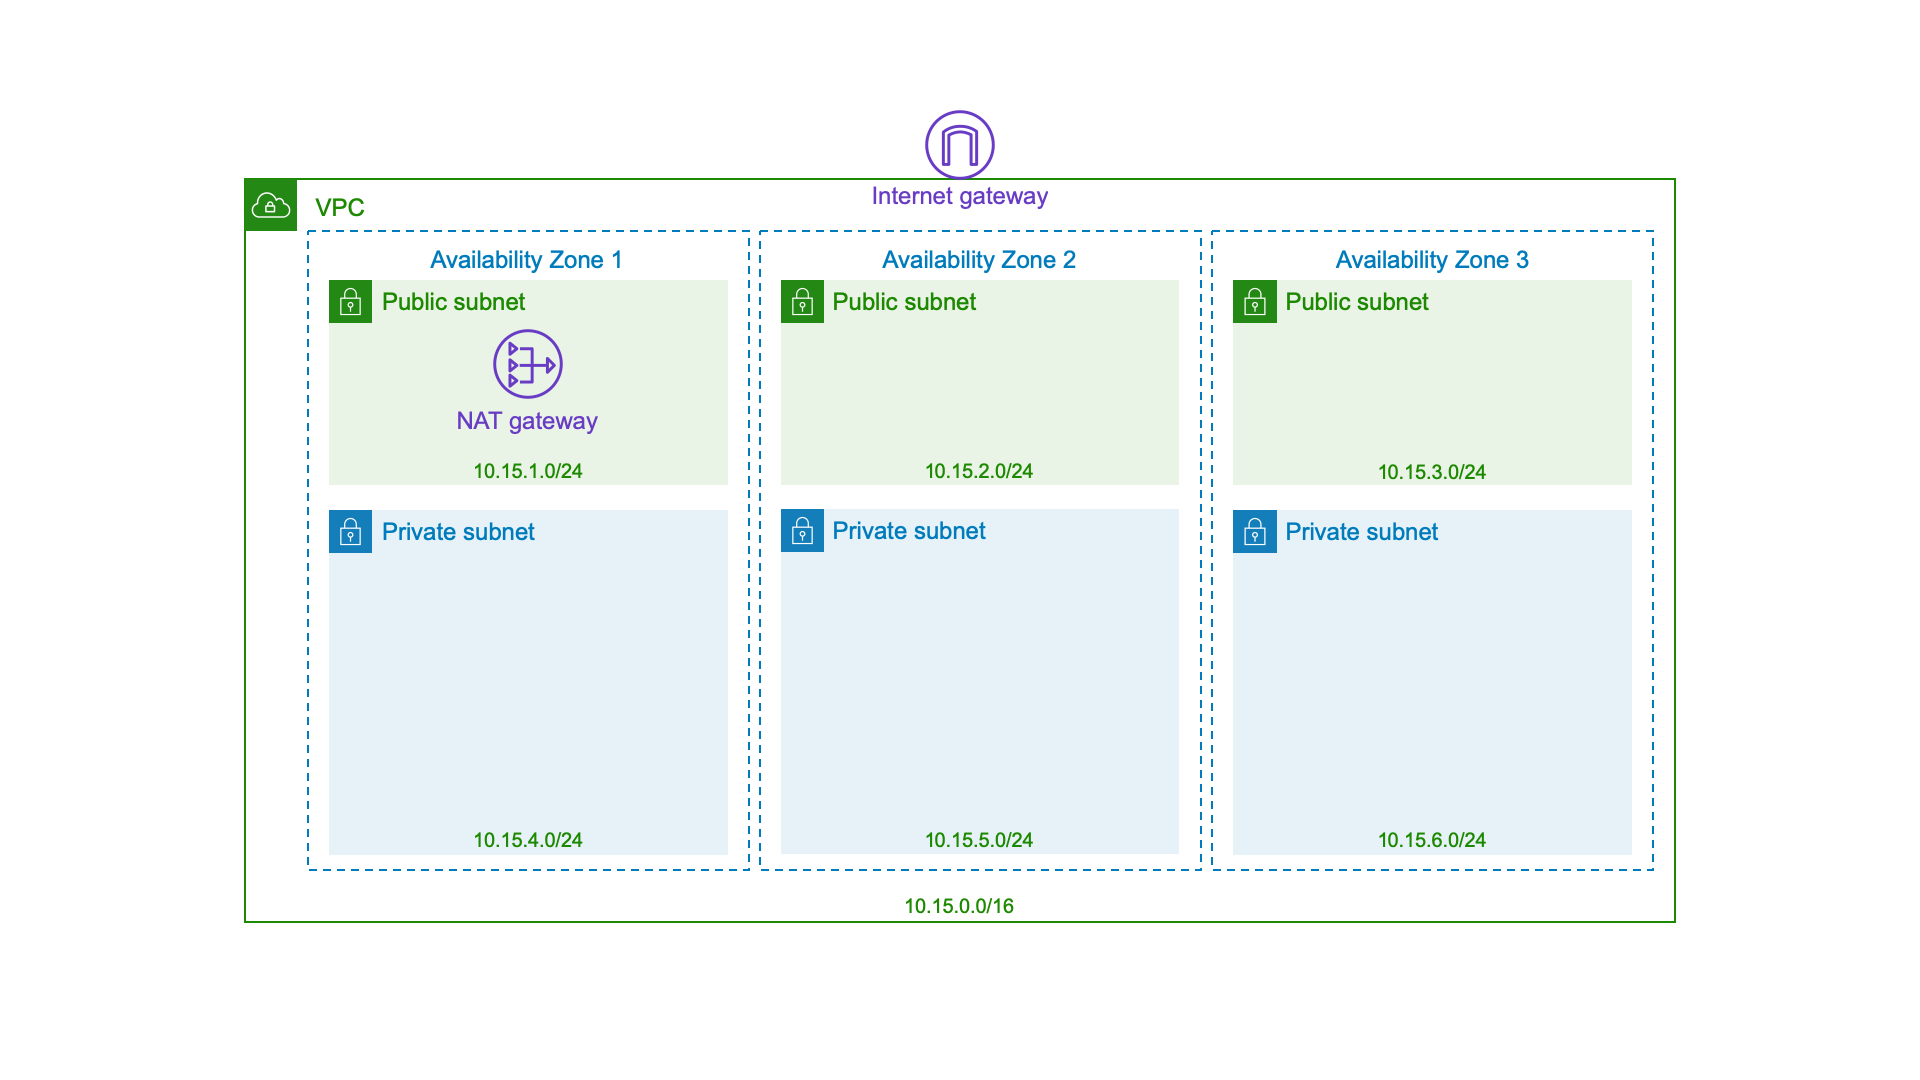 Internet gateway
VPC
Availability Zone 1
Public subnet
NAT gateway
10.15.1.0/24
Private subnet
10.15.4.0/24
Availability Zone 2
Public subnet
10.15.2.0/24
Private subnet
10.15.5.0/24
Availability Zone 3
Public subnet
10.15.3.0/24
Private subnet
10.15.6.0/24
10.15.0.0/16